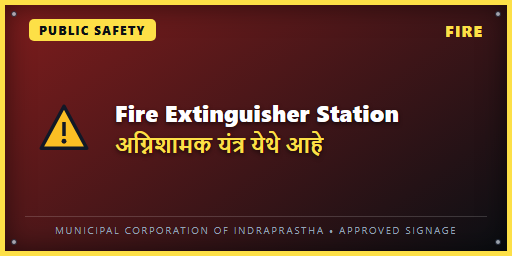 PUBLIC SAFETY
FIRE
Fire Extinguisher Station
अग्निशामक यंत्र येथे आहे
MUNICIPAL CORPORATION OF INDRAPRASTHA • APPROVED SIGNAGE